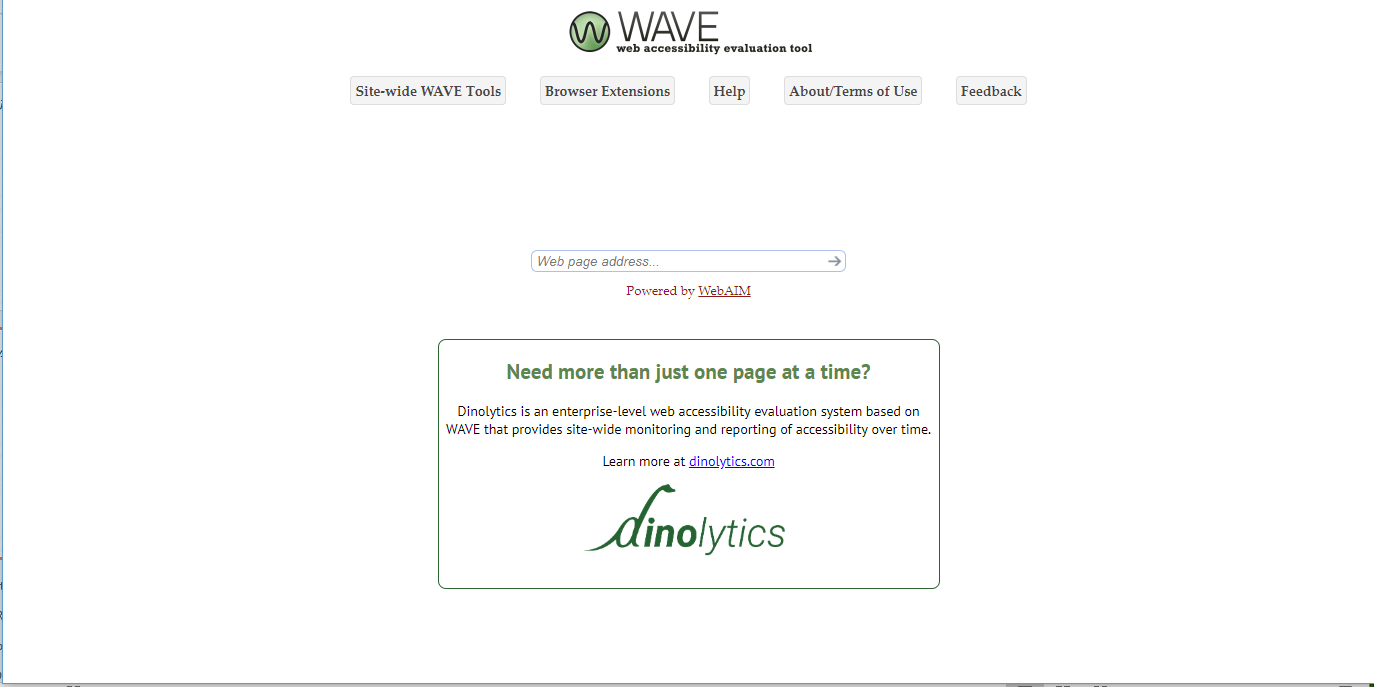 WAVE
web accessibility evaluation tool
Site-wide WAVE Tools
Browser Extensions
Help
About/Terms of Use
Feedback
Web page address...
Powered by WebAIM
Need more than just one page at a time?
Dinolytics is an enterprise-level web accessibility evaluation system based on
WAVE that provides site-wide monitoring and reporting of accessibility over time.
Learn more at dinolytics.com
dinolytics